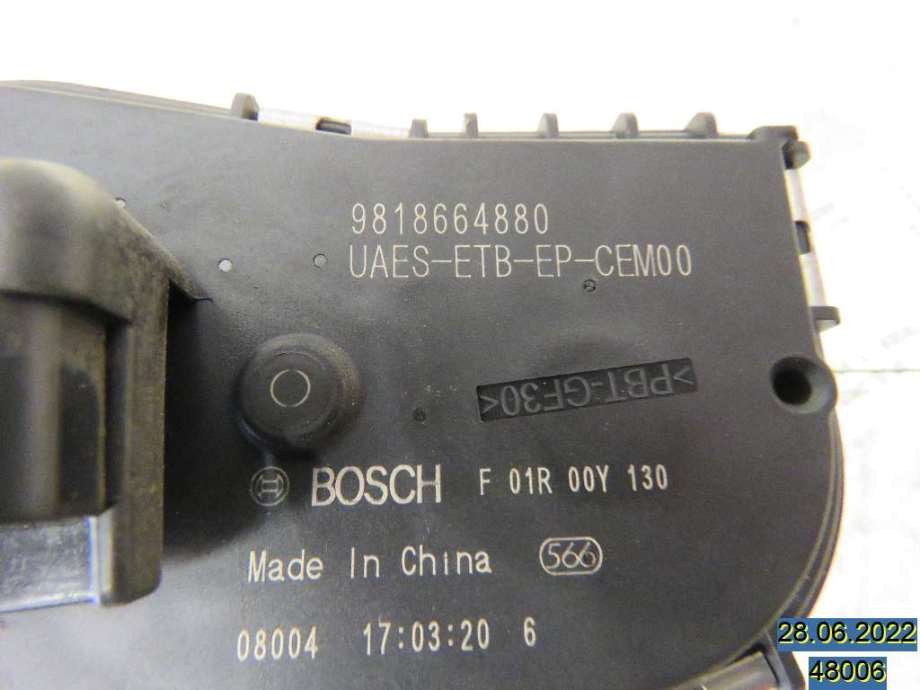 9818664880
UAES-ETB-EP-CEM00
>PBT-GF30<
BOSCH F 01R 00Y 130
Made In China 566
08004 17:03:20 6
28.06.2022
48006